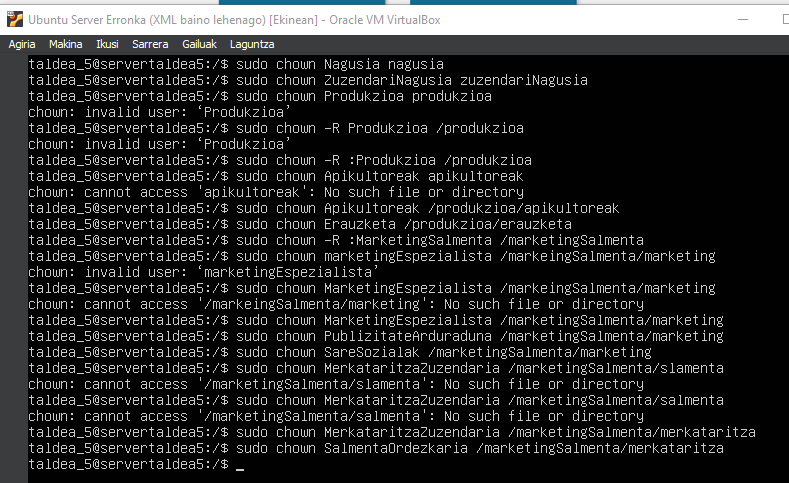 Ubuntu Server Erronka (XML baino lehenago) [Ekinean] - Oracle VM VirtualBox
Agiria Makina Ikusi Sarrera Gailuak Laguntza
taldea_5@servertaldea5:/$ sudo chown Nagusia nagusia
taldea_5@servertaldea5:/$ sudo chown ZuzendariNagusia zuzendariNagusia
taldea_5@servertaldea5:/$ sudo chown Produkzioa produkzioa
chown: invalid user: ‘Produkzioa’
taldea_5@servertaldea5:/$ sudo chown -R Produkzioa /produkzioa
chown: invalid user: ‘Produkzioa’
taldea_5@servertaldea5:/$ sudo chown -R :Produkzioa /produkzioa
taldea_5@servertaldea5:/$ sudo chown Apikultoreak apikultoreak
chown: cannot access 'apikultoreak': No such file or directory
taldea_5@servertaldea5:/$ sudo chown Apikultoreak /produkzioa/apikultoreak
taldea_5@servertaldea5:/$ sudo chown Erauzketa /produkzioa/erauzketa
taldea_5@servertaldea5:/$ sudo chown -R :MarketingSalmenta /marketingSalmenta
taldea_5@servertaldea5:/$ sudo chown marketingEspezialista /markeingSalmenta/marketing
chown: invalid user: ‘marketingEspezialista’
taldea_5@servertaldea5:/$ sudo chown MarketingEspezialista /markeingSalmenta/marketing
chown: cannot access '/markeingSalmenta/marketing': No such file or directory
taldea_5@servertaldea5:/$ sudo chown MarketingEspezialista /marketingSalmenta/marketing
taldea_5@servertaldea5:/$ sudo chown PublizitateArduraduna /marketingSalmenta/marketing
taldea_5@servertaldea5:/$ sudo chown SareSozialak /marketingSalmenta/marketing
taldea_5@servertaldea5:/$ sudo chown MerkataritzaZuzendaria /marketingSalmenta/slamenta
chown: cannot access '/marketingSalmenta/slamenta': No such file or directory
taldea_5@servertaldea5:/$ sudo chown MerkataritzaZuzendaria /marketingSalmenta/salmenta
chown: cannot access '/marketingSalmenta/salmenta': No such file or directory
taldea_5@servertaldea5:/$ sudo chown MerkataritzaZuzendaria /marketingSalmenta/merkataritza
taldea_5@servertaldea5:/$ sudo chown SalmentaOrdezkaria /marketingSalmenta/merkataritza
taldea_5@servertaldea5:/$ _